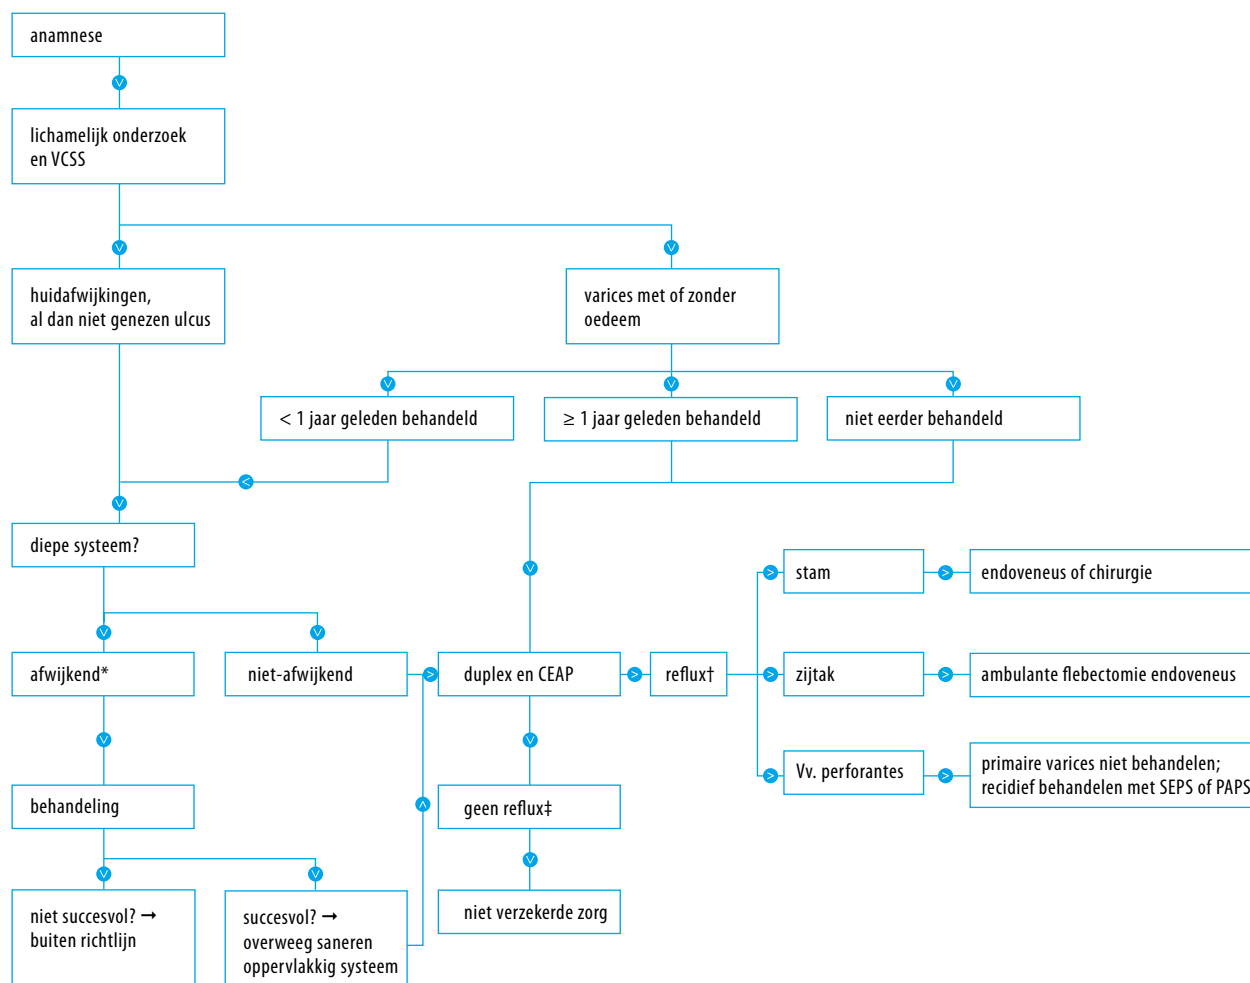 anamnese
lichamelijk onderzoek
en VCSS
huidafwijkingen,
al dan niet genezen ulcus
varices met of zonder
oedeem
< 1 jaar geleden behandeld
≥ 1 jaar geleden behandeld
niet eerder behandeld
diepe systeem?
stam
endoveneus of chirurgie
afwijkend*
niet-afwijkend
duplex en CEAP
reflux†
zijtak
ambulante flebectomie endoveneus
Vv. perforantes
primaire varices niet behandelen;
recidief behandelen met SEPS of PAPS
behandeling
geen reflux‡
niet succesvol? →
buiten richtlijn
succesvol? →
overweeg saneren
oppervlakkig systeem
niet verzekerde zorg